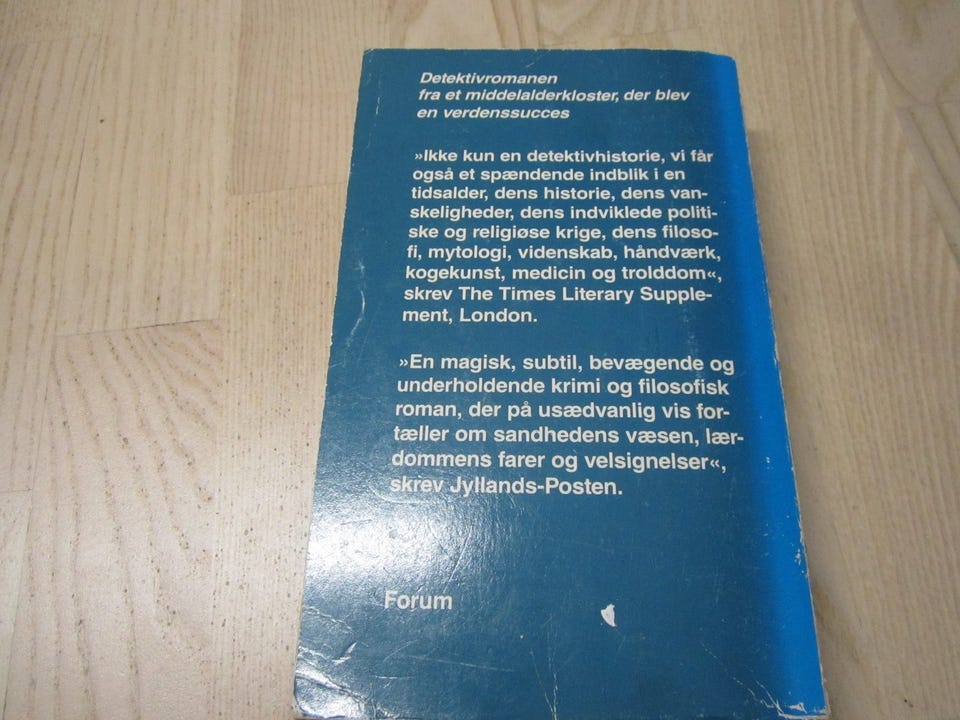 Detektivromanen
fra et middelalderkloster, der blev
en verdenssucces
»Ikke kun en detektivhistorie, vi får
også et spændende indblik i en
tidsalder, dens historie, dens van-
skeligheder, dens indviklede politi-
ske og religiøse krige, dens filoso-
fi, mytologi, videnskab, håndværk,
kogekunst, medicin og trolddom«,
skrev The Times Literary Supple-
ment, London.
»En magisk, subtil, bevægende og
underholdende krimi og filosofisk
roman, der på usædvanlig vis for-
tæller om sandhedens væsen, lær-
dommens farer og velsignelser«,
skrev Jyllands-Posten.
Forum